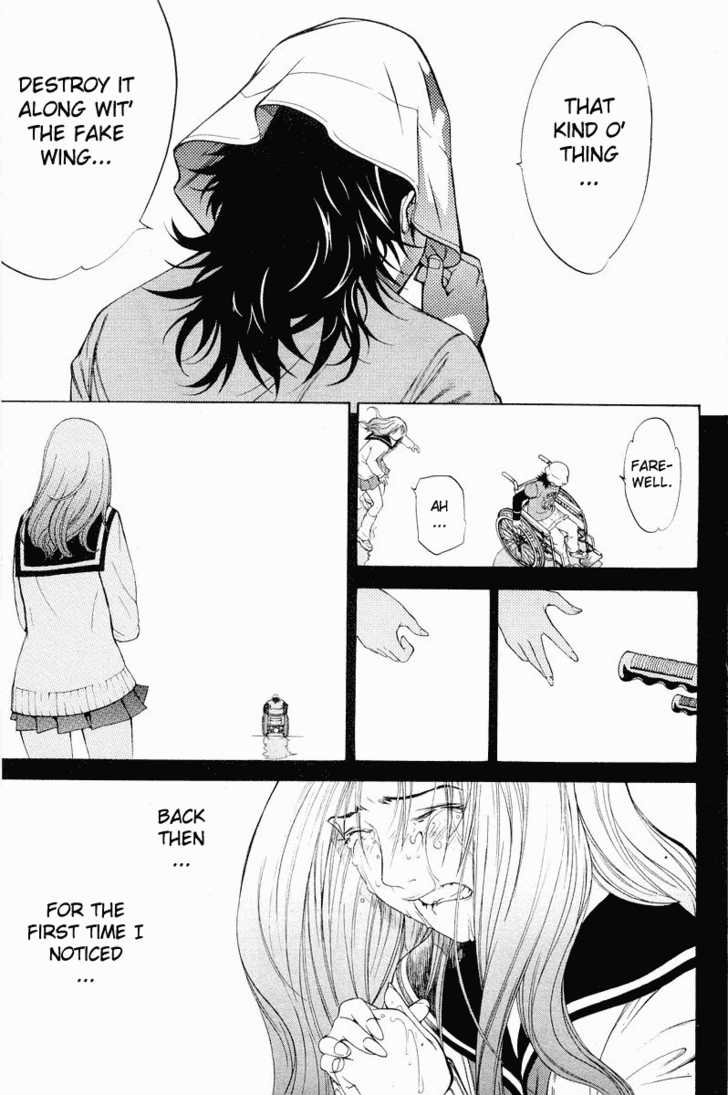 THAT
KIND O'
THING
...
DESTROY IT
ALONG WIT'
THE FAKE
WING...
FARE-
WELL.
AH
...
BACK
THEN
...
FOR THE
FIRST TIME I
NOTICED
...